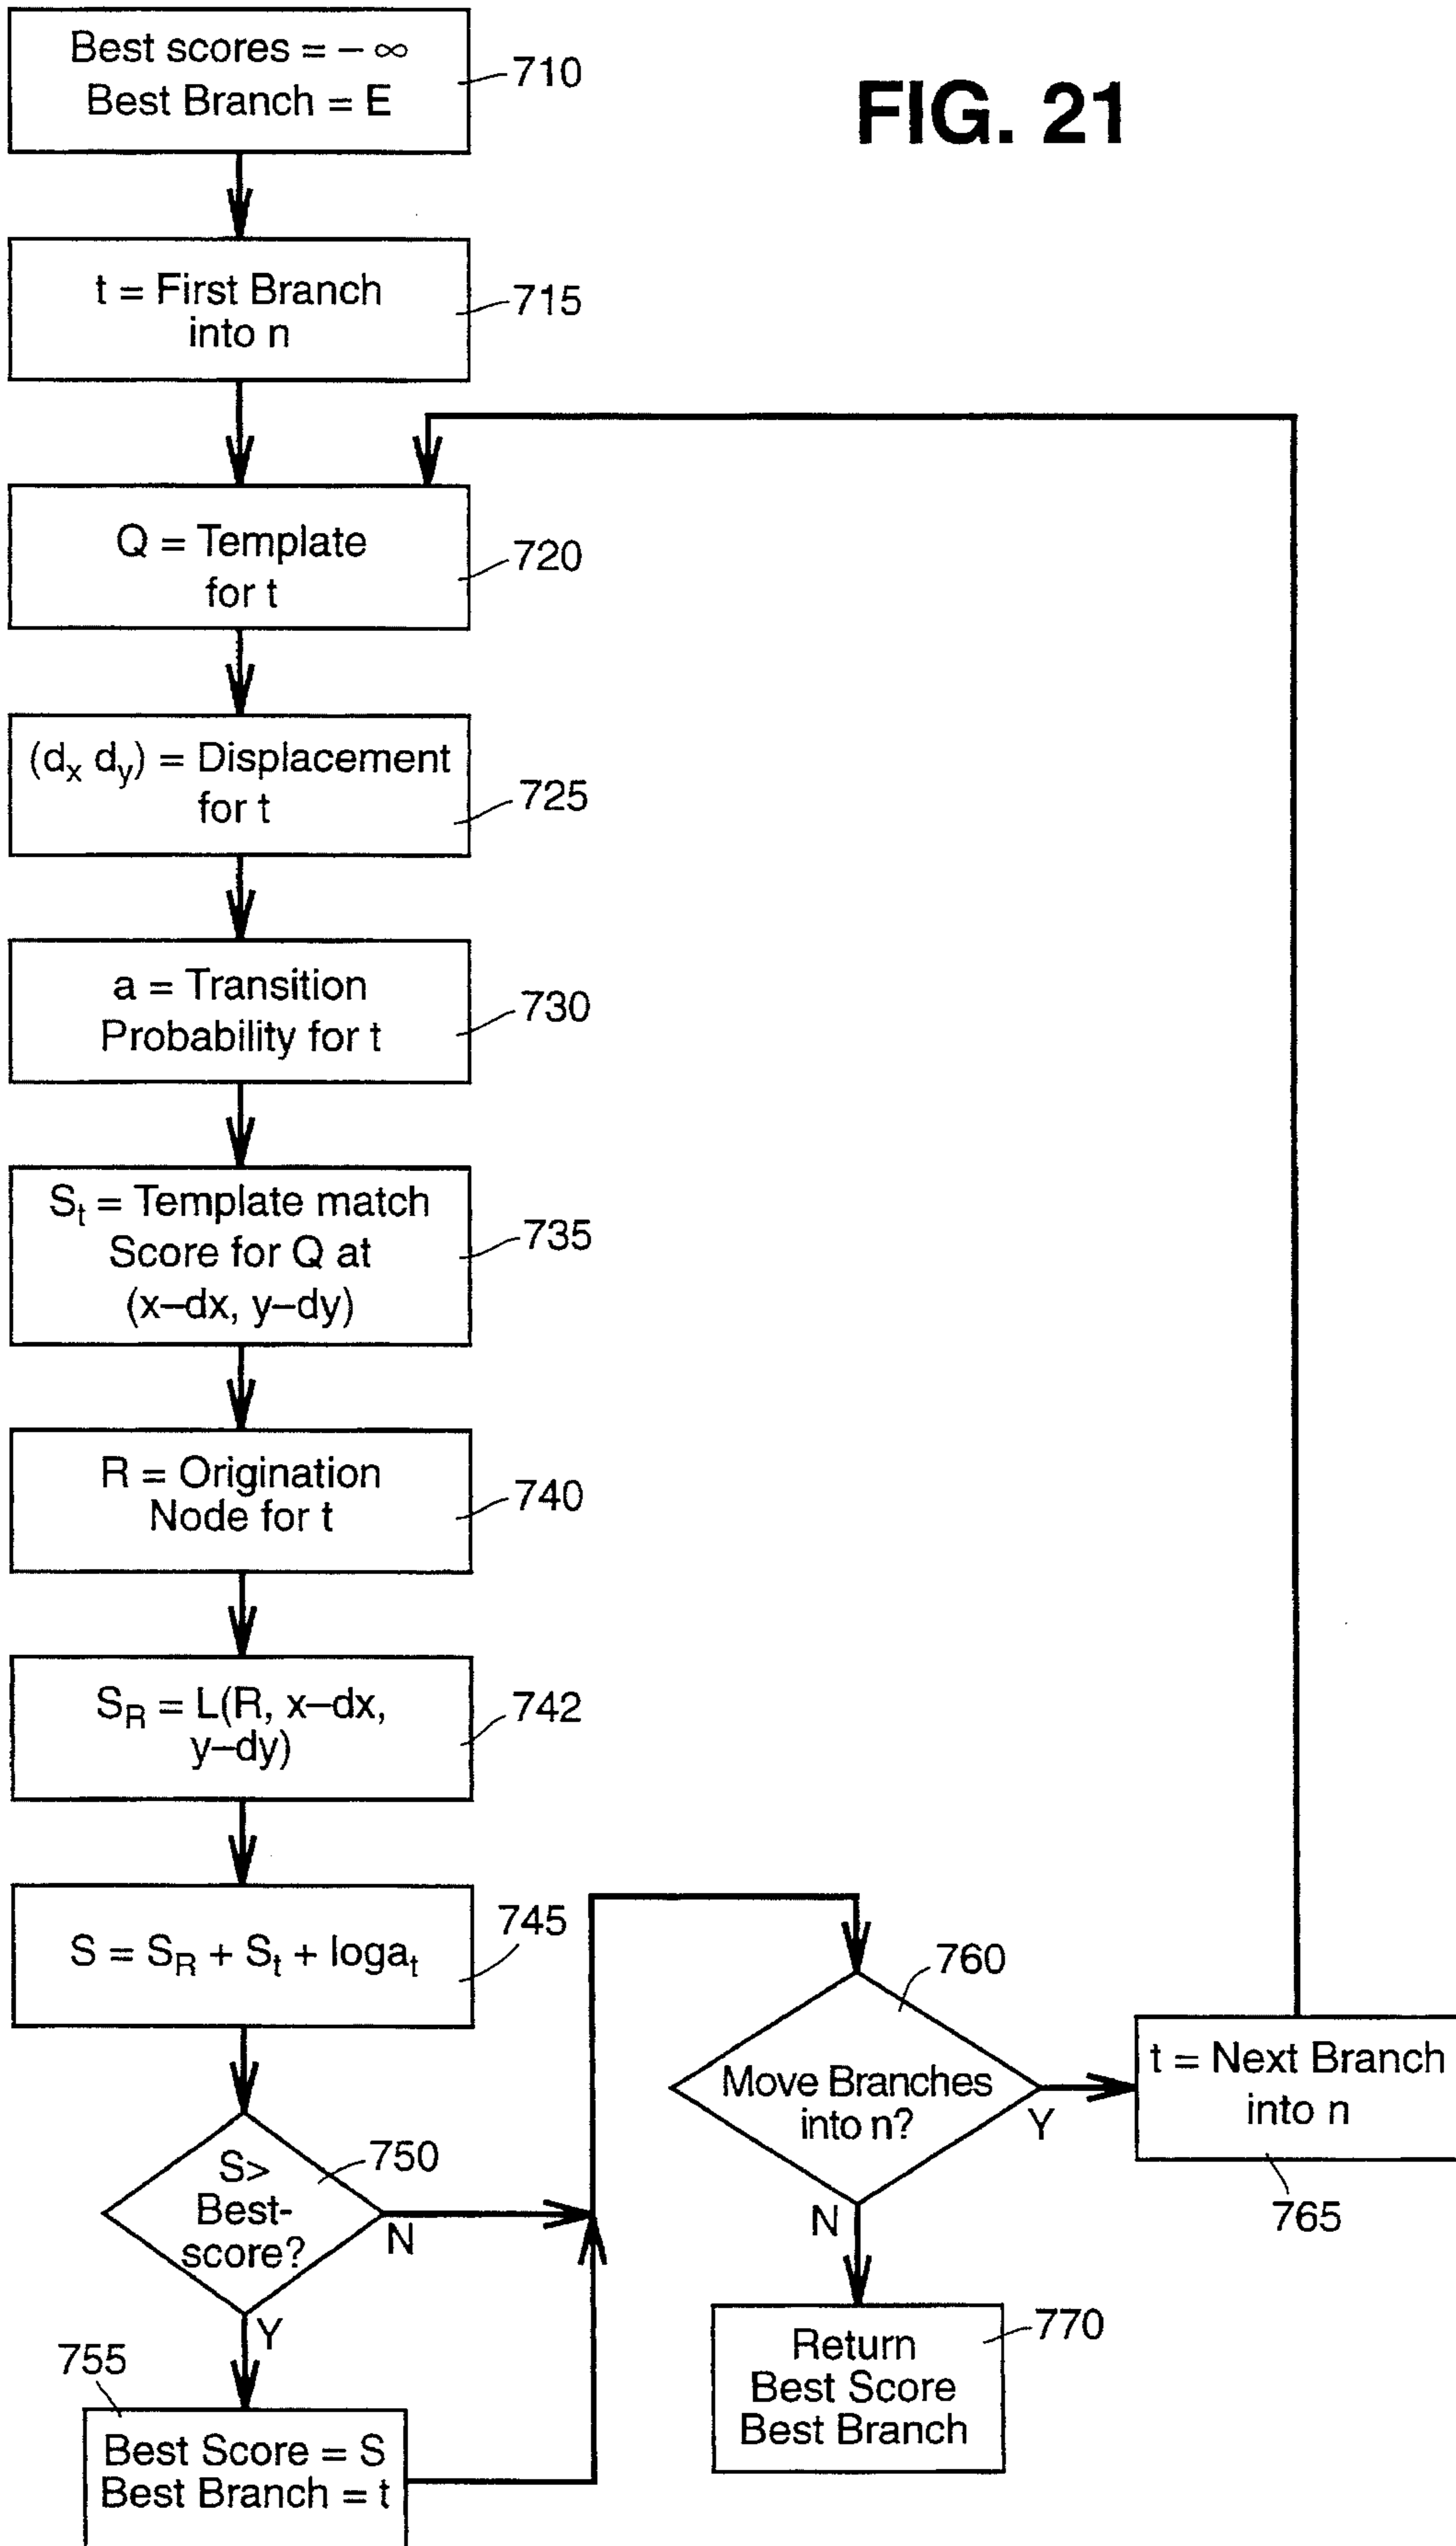 FIG. 21
Best scores = – ∞
Best Branch = E
710
t = First Branch
into n
715
Q = Template
for t
720
(dx dy) = Displacement
for t
725
a = Transition
Probability for t
730
St = Template match
Score for Q at
(x–dx, y–dy)
735
R = Origination
Node for t
740
SR = L(R, x–dx,
y–dy)
742
S = SR + St + logat
745
S>
Best-
score?
750
N
Y
755
Best Score = S
Best Branch = t
760
Move Branches
into n?
Y
N
t = Next Branch
into n
765
Return
Best Score
Best Branch
770